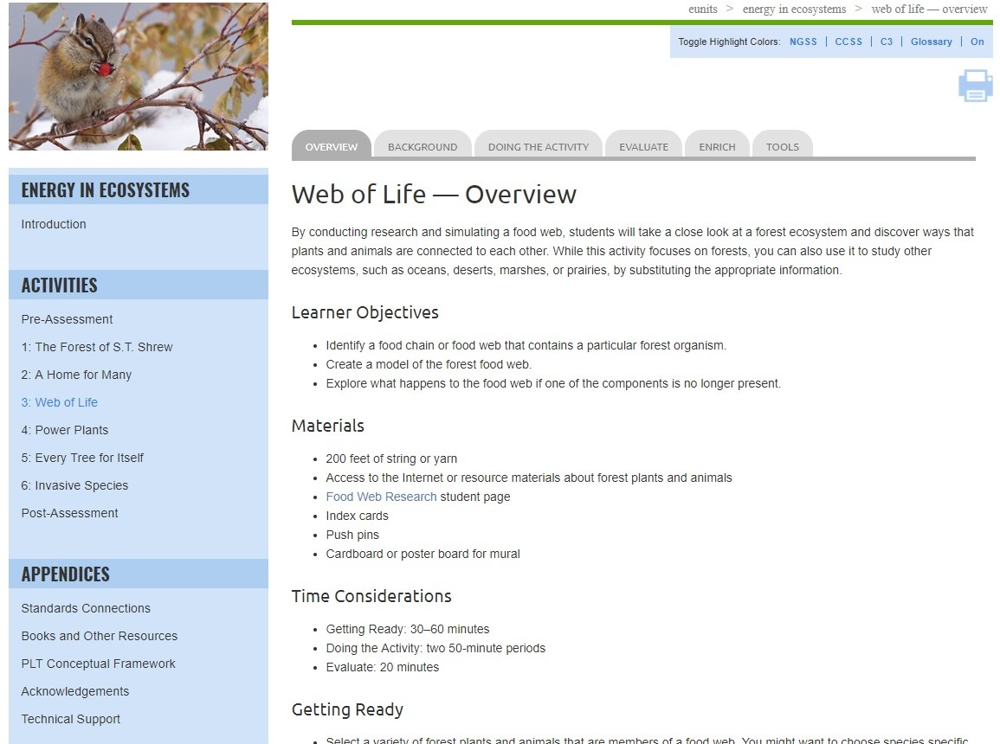 eunits > energy in ecosystems > web of life — overview
Toggle Highlight Colors: NGSS | CCSS | C3 | Glossary | On
OVERVIEW BACKGROUND DOING THE ACTIVITY EVALUATE ENRICH TOOLS
ENERGY IN ECOSYSTEMS
Introduction
ACTIVITIES
Pre-Assessment
1: The Forest of S.T. Shrew
2: A Home for Many
3: Web of Life
4: Power Plants
5: Every Tree for Itself
6: Invasive Species
Post-Assessment
APPENDICES
Standards Connections
Books and Other Resources
PLT Conceptual Framework
Acknowledgements
Technical Support
Web of Life — Overview
By conducting research and simulating a food web, students will take a close look at a forest ecosystem and discover ways that
plants and animals are connected to each other. While this activity focuses on forests, you can also use it to study other
ecosystems, such as oceans, deserts, marshes, or prairies, by substituting the appropriate information.
Learner Objectives
• Identify a food chain or food web that contains a particular forest organism.
• Create a model of the forest food web.
• Explore what happens to the food web if one of the components is no longer present.
Materials
• 200 feet of string or yarn
• Access to the Internet or resource materials about forest plants and animals
• Food Web Research student page
• Index cards
• Push pins
• Cardboard or poster board for mural
Time Considerations
• Getting Ready: 30–60 minutes
• Doing the Activity: two 50-minute periods
• Evaluate: 20 minutes
Getting Ready
• Select a variety of forest plants and animals that are members of a food web. You might want to choose species specific